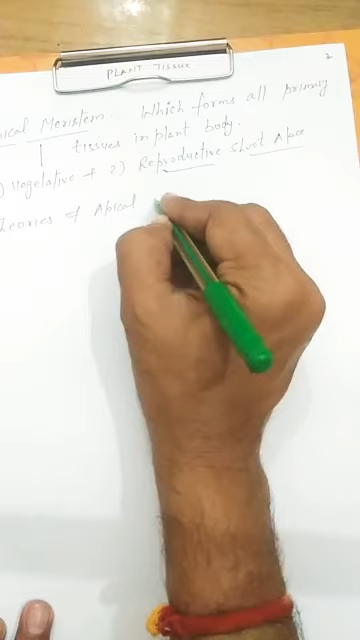 PLANT TISSUE
2
ical Meristem. Which forms all primary
tissues in plant body.
) Vegetative & 2) Reproductive Shoot Apex
heories of Apical